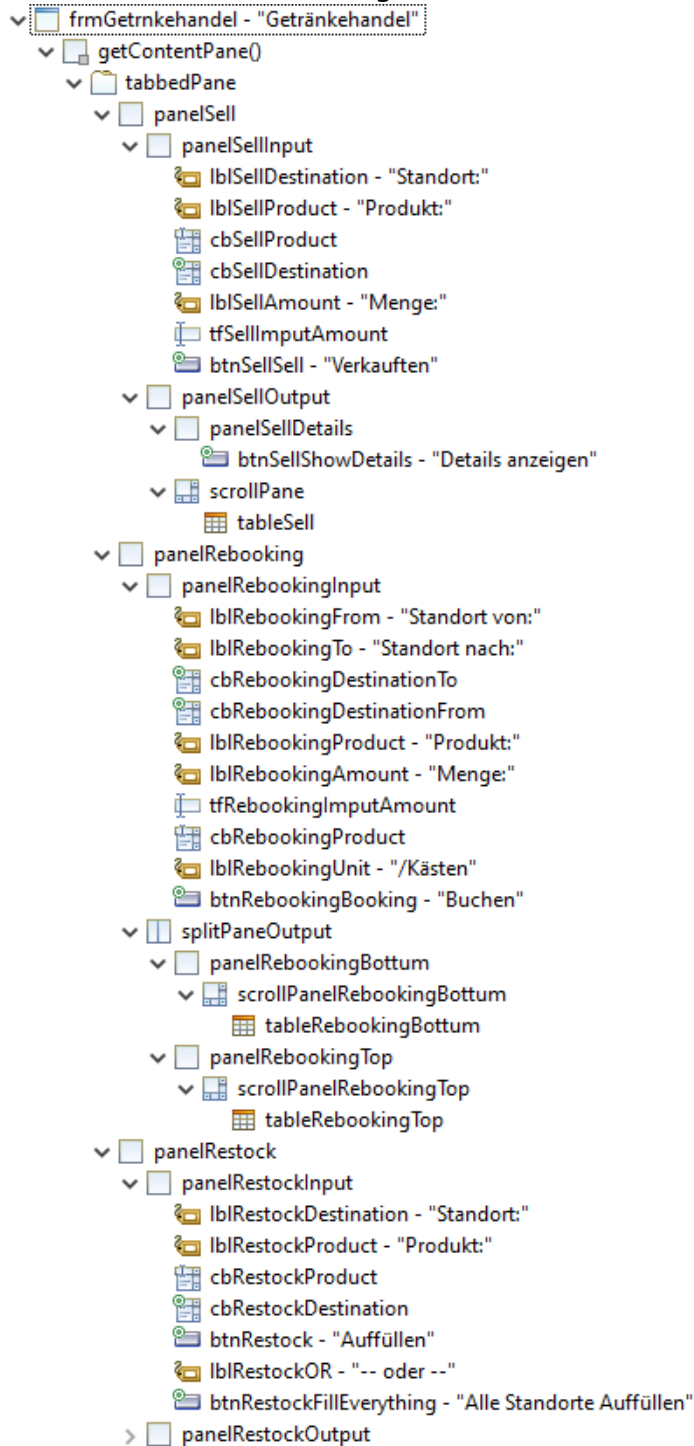 frmGetrnkehandel - "Getränkehandel"
getContentPane()
tabbedPane
panelSell
panelSellInput
lblSellDestination - "Standort:"
lblSellProduct - "Produkt:"
cbSellProduct
cbSellDestination
lblSellAmount - "Menge:"
tfSellImputAmount
btnSellSell - "Verkauften"
panelSellOutput
panelSellDetails
btnSellShowDetails - "Details anzeigen"
scrollPane
tableSell
panelRebooking
panelRebookingInput
lblRebookingFrom - "Standort von:"
lblRebookingTo - "Standort nach:"
cbRebookingDestinationTo
cbRebookingDestinationFrom
lblRebookingProduct - "Produkt:"
lblRebookingAmount - "Menge:"
tfRebookingImputAmount
cbRebookingProduct
lblRebookingUnit - "/Kästen"
btnRebookingBooking - "Buchen"
splitPaneOutput
panelRebookingBottum
scrollPanelRebookingBottum
tableRebookingBottum
panelRebookingTop
scrollPanelRebookingTop
tableRebookingTop
panelRestock
panelRestockInput
lblRestockDestination - "Standort:"
lblRestockProduct - "Produkt:"
cbRestockProduct
cbRestockDestination
btnRestock - "Auffüllen"
lblRestockOR - "-- oder --"
btnRestockFillEverything - "Alle Standorte Auffüllen"
panelRestockOutput